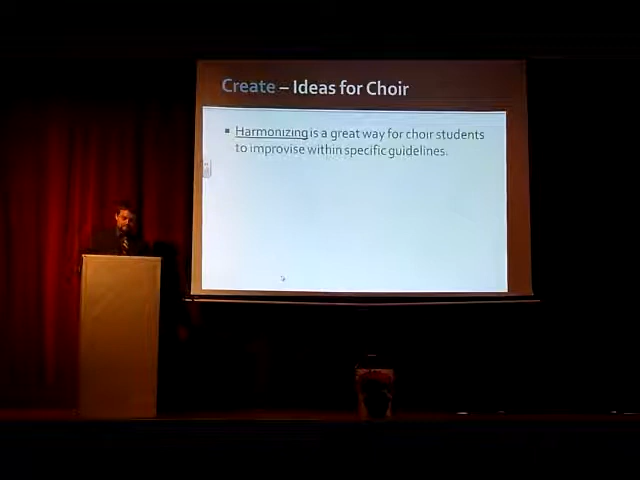 Create – Ideas for Choir
▪ Harmonizing is a great way for choir students
to improvise within specific guidelines.